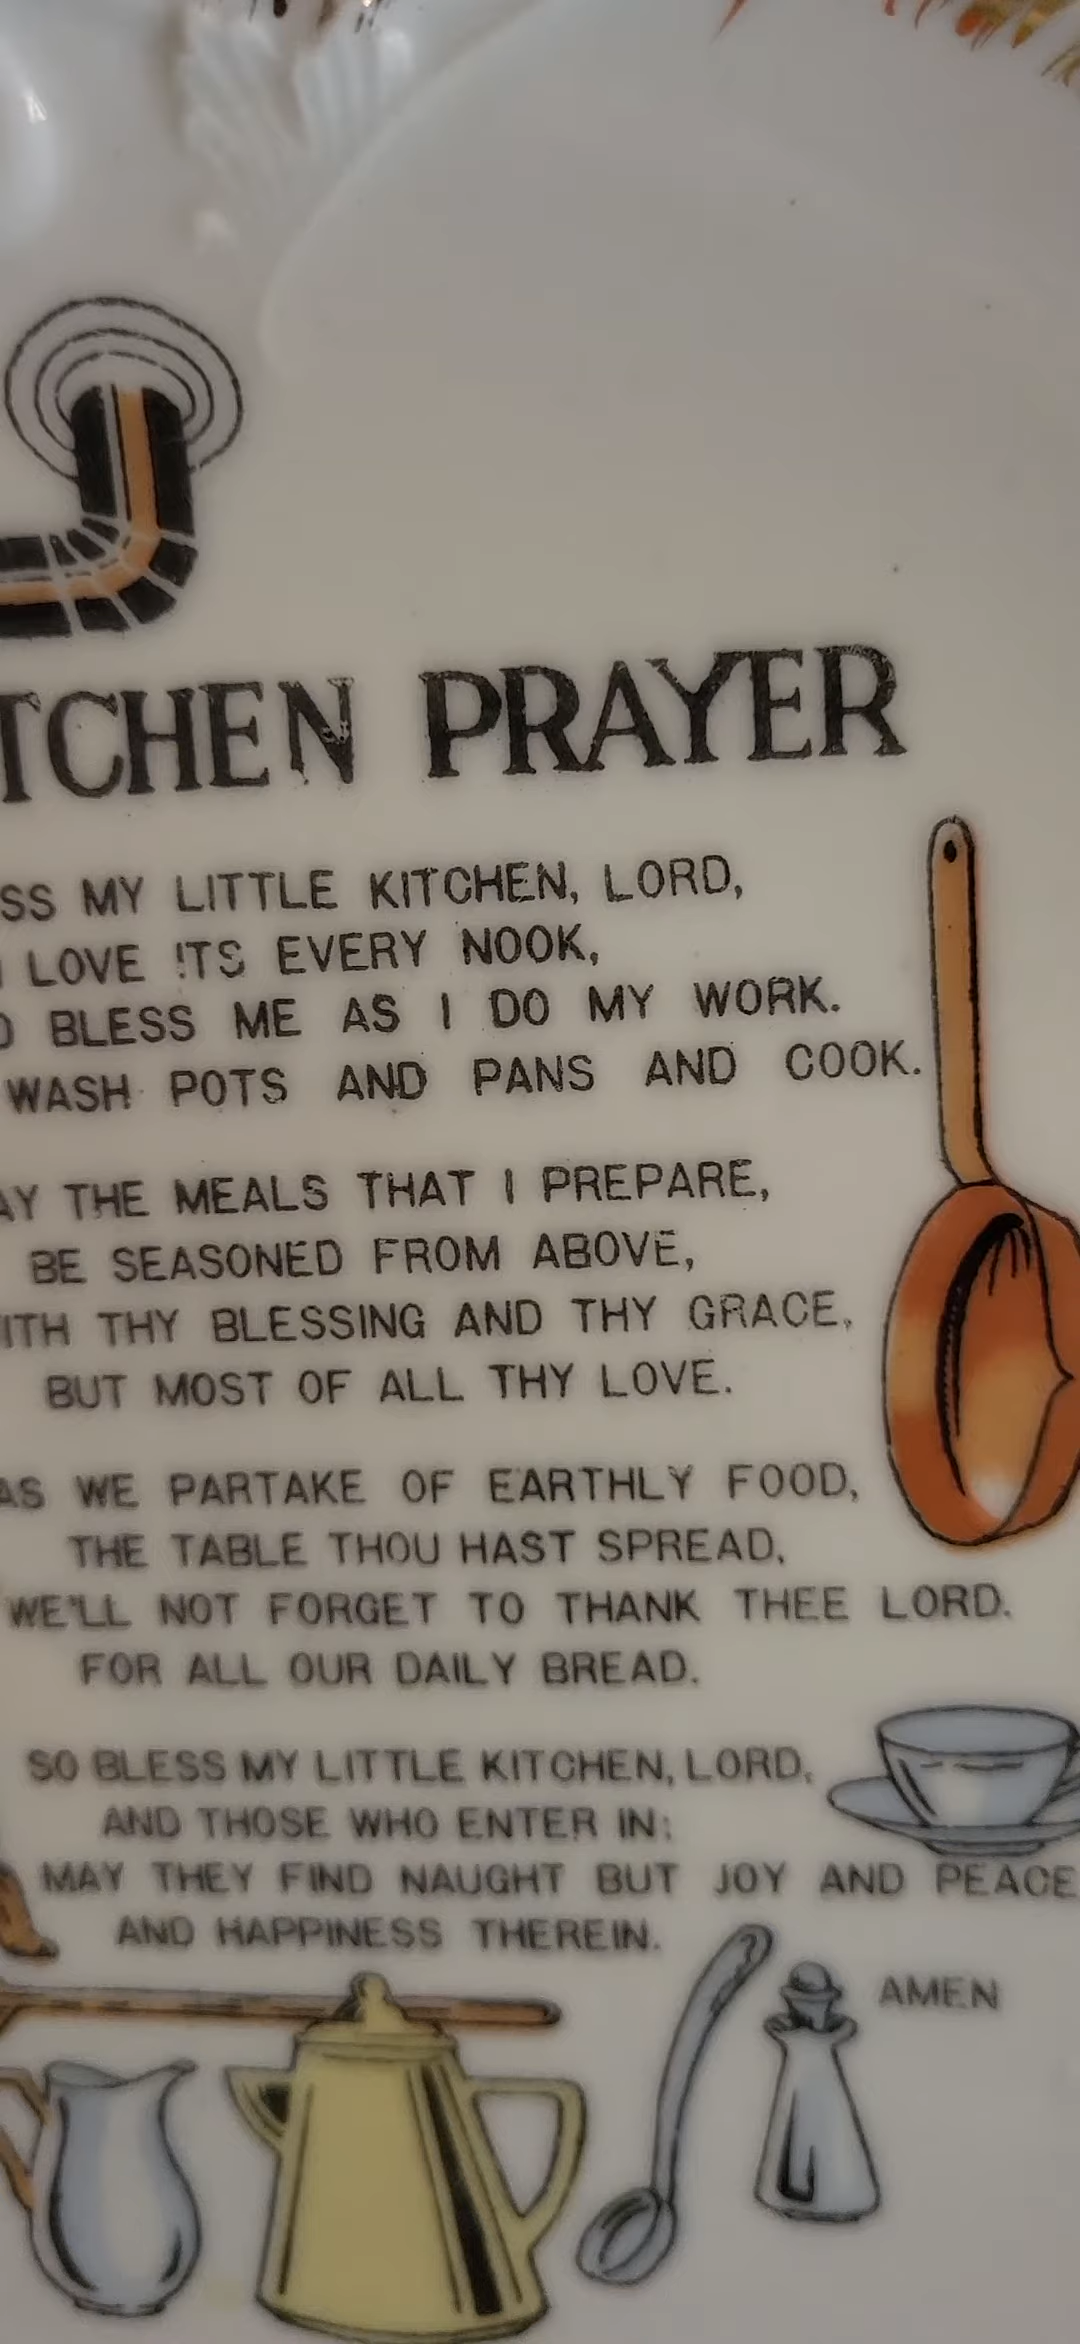 TCHEN PRAYER
SS MY LITTLE KITCHEN, LORD,
LOVE ITS EVERY NOOK,
BLESS ME AS I DO MY WORK.
WASH POTS AND PANS AND COOK.
AY THE MEALS THAT I PREPARE,
BE SEASONED FROM ABOVE,
ITH THY BLESSING AND THY GRACE,
BUT MOST OF ALL THY LOVE.
AS WE PARTAKE OF EARTHLY FOOD,
THE TABLE THOU HAST SPREAD,
WE'LL NOT FORGET TO THANK THEE LORD.
FOR ALL OUR DAILY BREAD.
SO BLESS MY LITTLE KITCHEN, LORD,
AND THOSE WHO ENTER IN;
MAY THEY FIND NAUGHT BUT JOY AND PEACE
AND HAPPINESS THEREIN.
AMEN